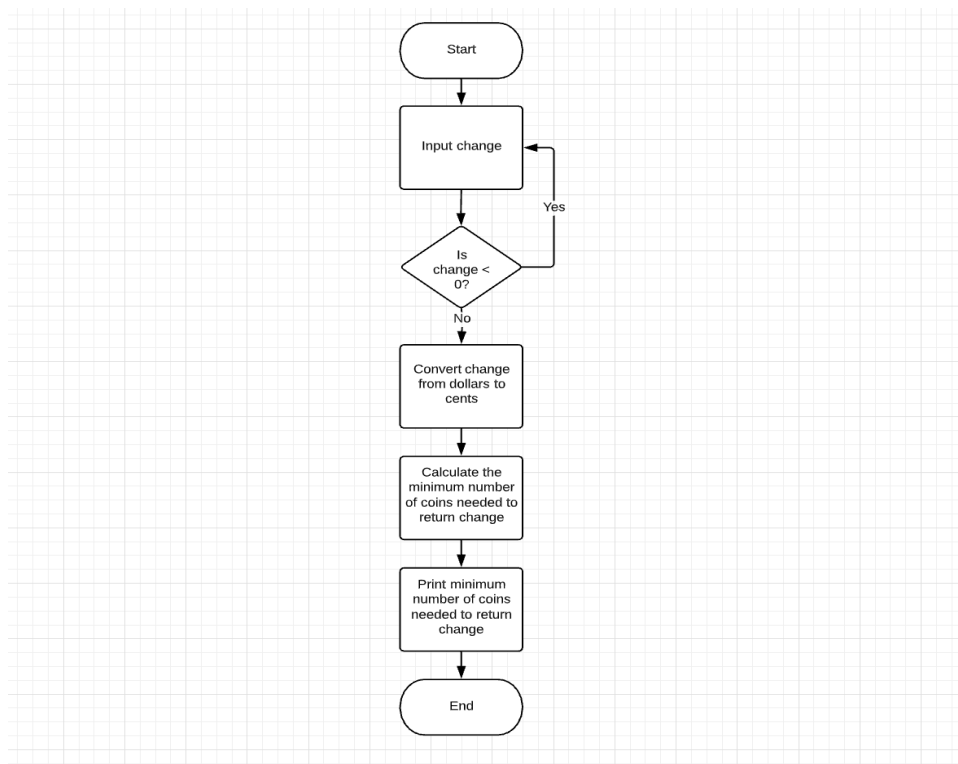 Start
Input change
Yes
Is
change <
0?
No
Convert change
from dollars to
cents
Calculate the
minimum number
of coins needed to
return change
Print minimum
number of coins
needed to return
change
End